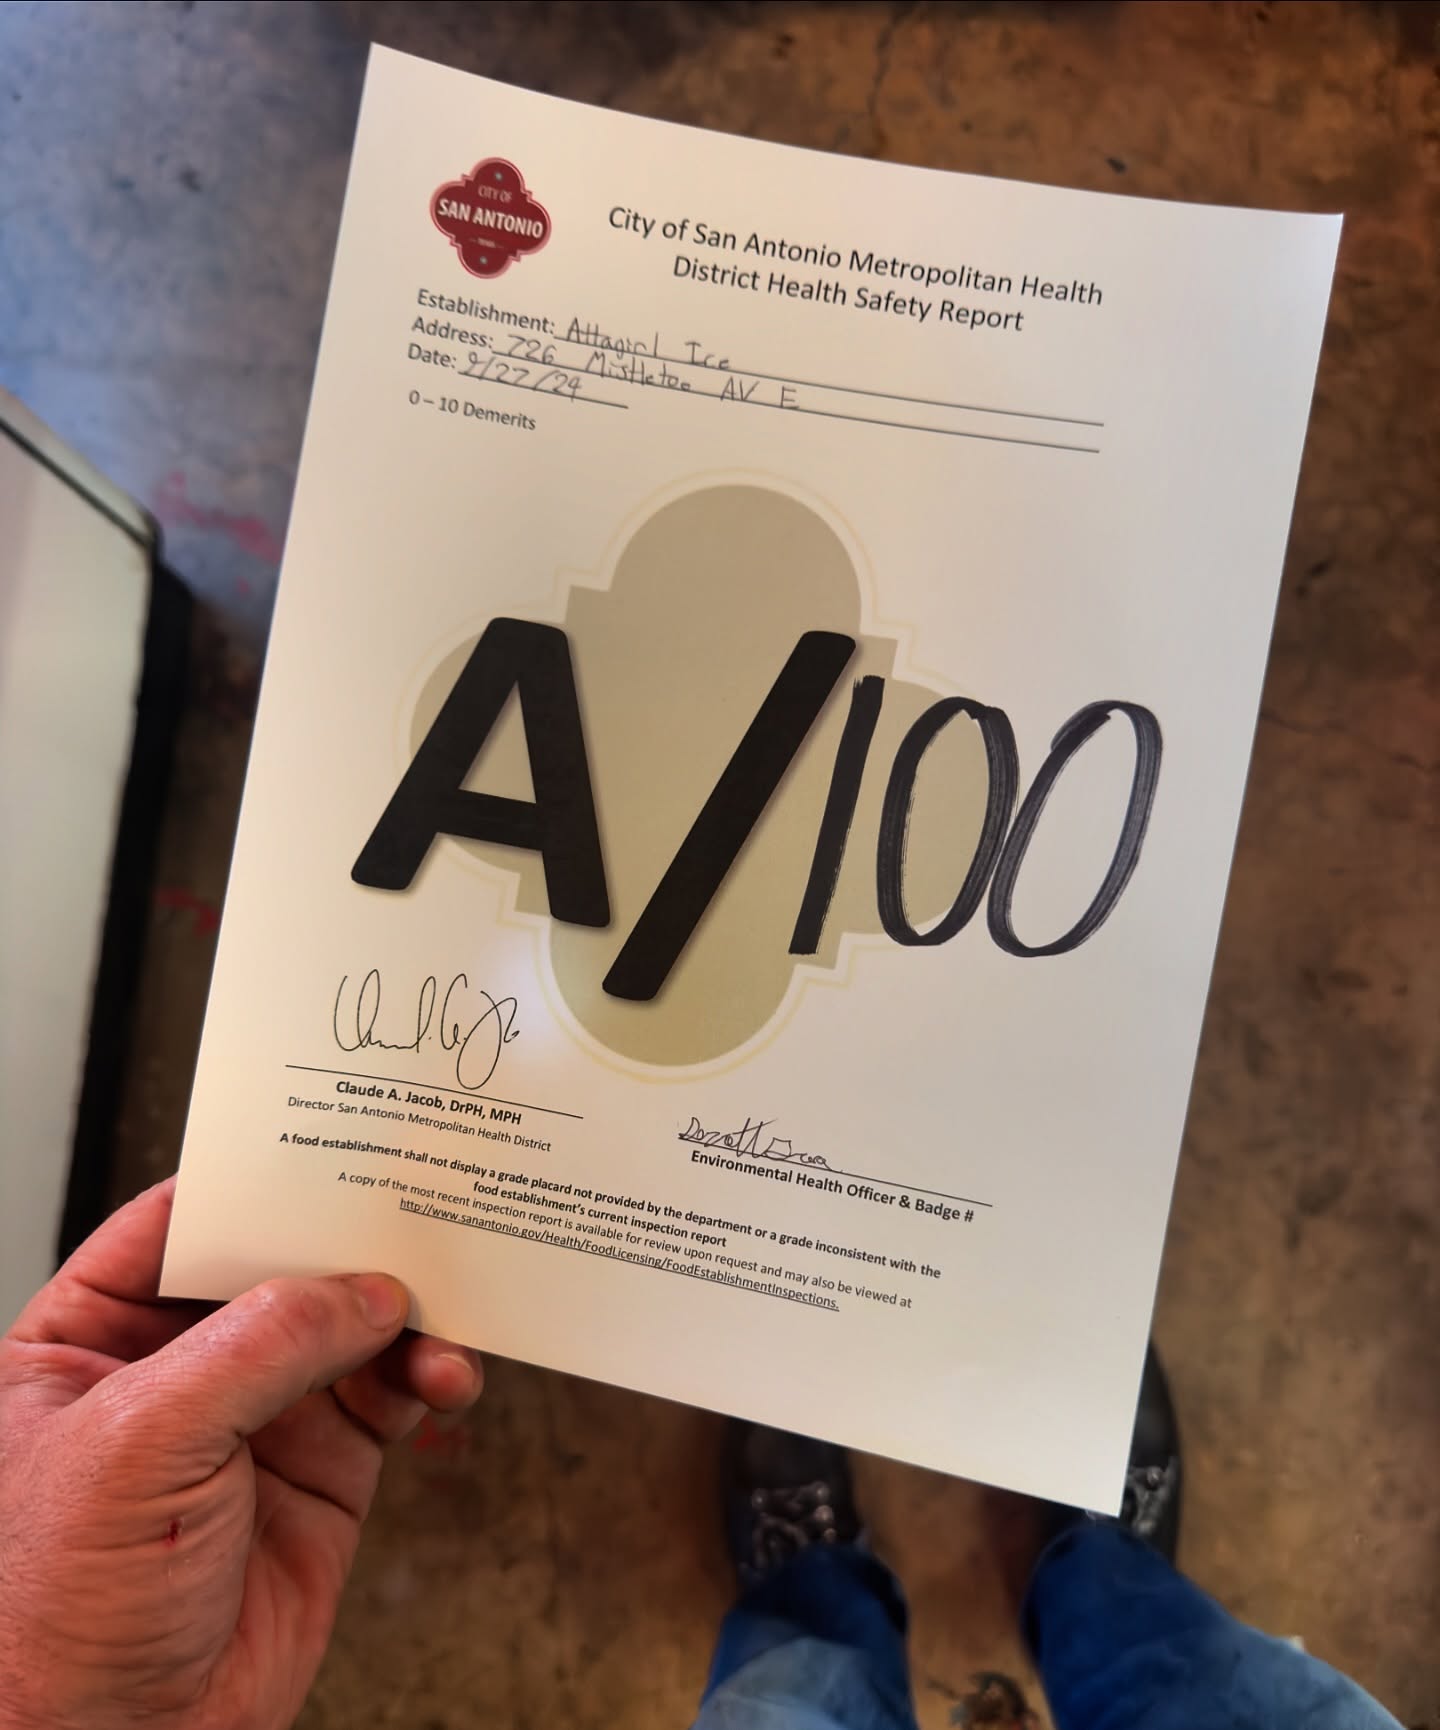 CITY OF
SAN ANTONIO
TEXAS
City of San Antonio Metropolitan Health
District Health Safety Report
Establishment: Attagirl Ice
Address: 726 Mistletoe AV E
Date: 9/27/24
0 – 10 Demerits
A/100
Claude A. Jacob, DrPH, MPH
Director San Antonio Metropolitan Health District
Environmental Health Officer & Badge #
A food establishment shall not display a grade placard not provided by the department or a grade inconsistent with the
food establishment's current inspection report
A copy of the most recent inspection report is available for review upon request and may also be viewed at
http://www.sanantonio.gov/Health/FoodLicensing/FoodEstablishmentInspections.